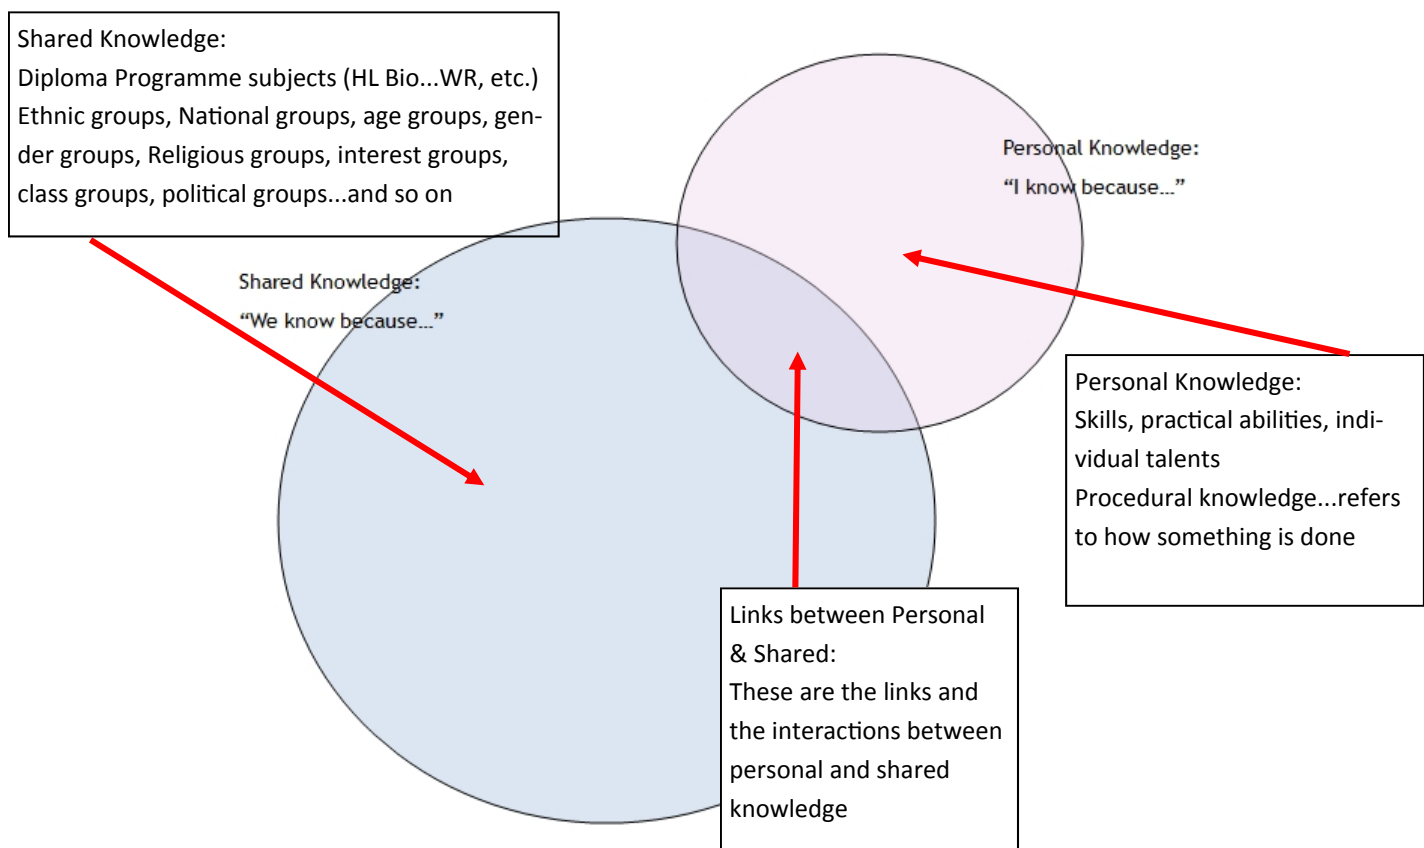 Shared Knowledge:
Diploma Programme subjects (HL Bio...WR, etc.)
Ethnic groups, National groups, age groups, gen-
der groups, Religious groups, interest groups,
class groups, political groups...and so on
Personal Knowledge:
“I know because...”
Shared Knowledge:
“We know because...”
Personal Knowledge:
Skills, practical abilities, indi-
vidual talents
Procedural knowledge...refers
to how something is done
Links between Personal
& Shared:
These are the links and
the interactions between
personal and shared
knowledge